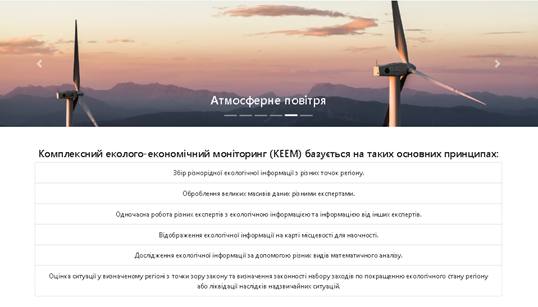 Атмосферне повітря
Комплексний еколого-економічний моніторинг (КЕЕМ) базується на таких основних принципах:
Збір різнорідної екологічної інформації з різних точок регіону.
Оброблення великих масивів даних різними експертами.
Одночасна робота різних експертів з екологічною інформацією та інформацією від інших експертів.
Відображення екологічної інформації на карті місцевості для наочності.
Дослідження екологічної інформації за допомогою різних видів математичного аналізу.
Оцінка ситуації у визначеному регіоні з точки зору закону та визначення законності набору заходів по покращенню екологічного стану регіону
або ліквідації наслідків надзвичайних ситуацій.